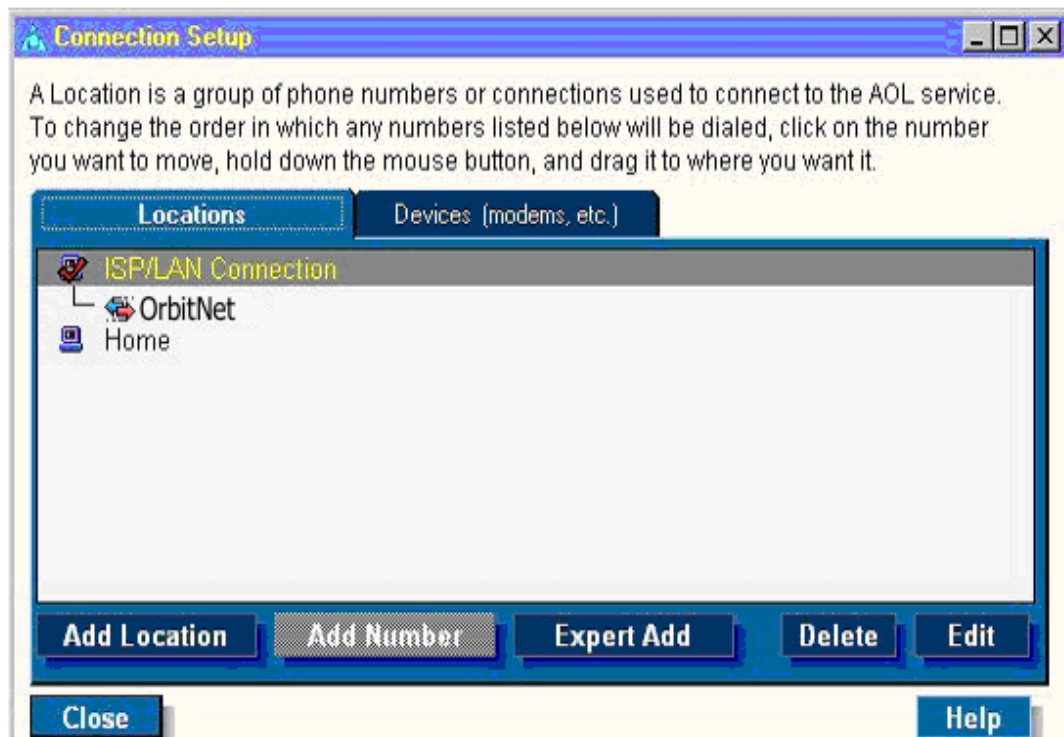 Connection Setup
A Location is a group of phone numbers or connections used to connect to the AOL service.
To change the order in which any numbers listed below will be dialed, click on the number
you want to move, hold down the mouse button, and drag it to where you want it.
Locations
Devices (modems, etc.)
ISP/LAN Connection
OrbitNet
Home
Add Location
Add Number
Expert Add
Delete
Edit
Close
Help